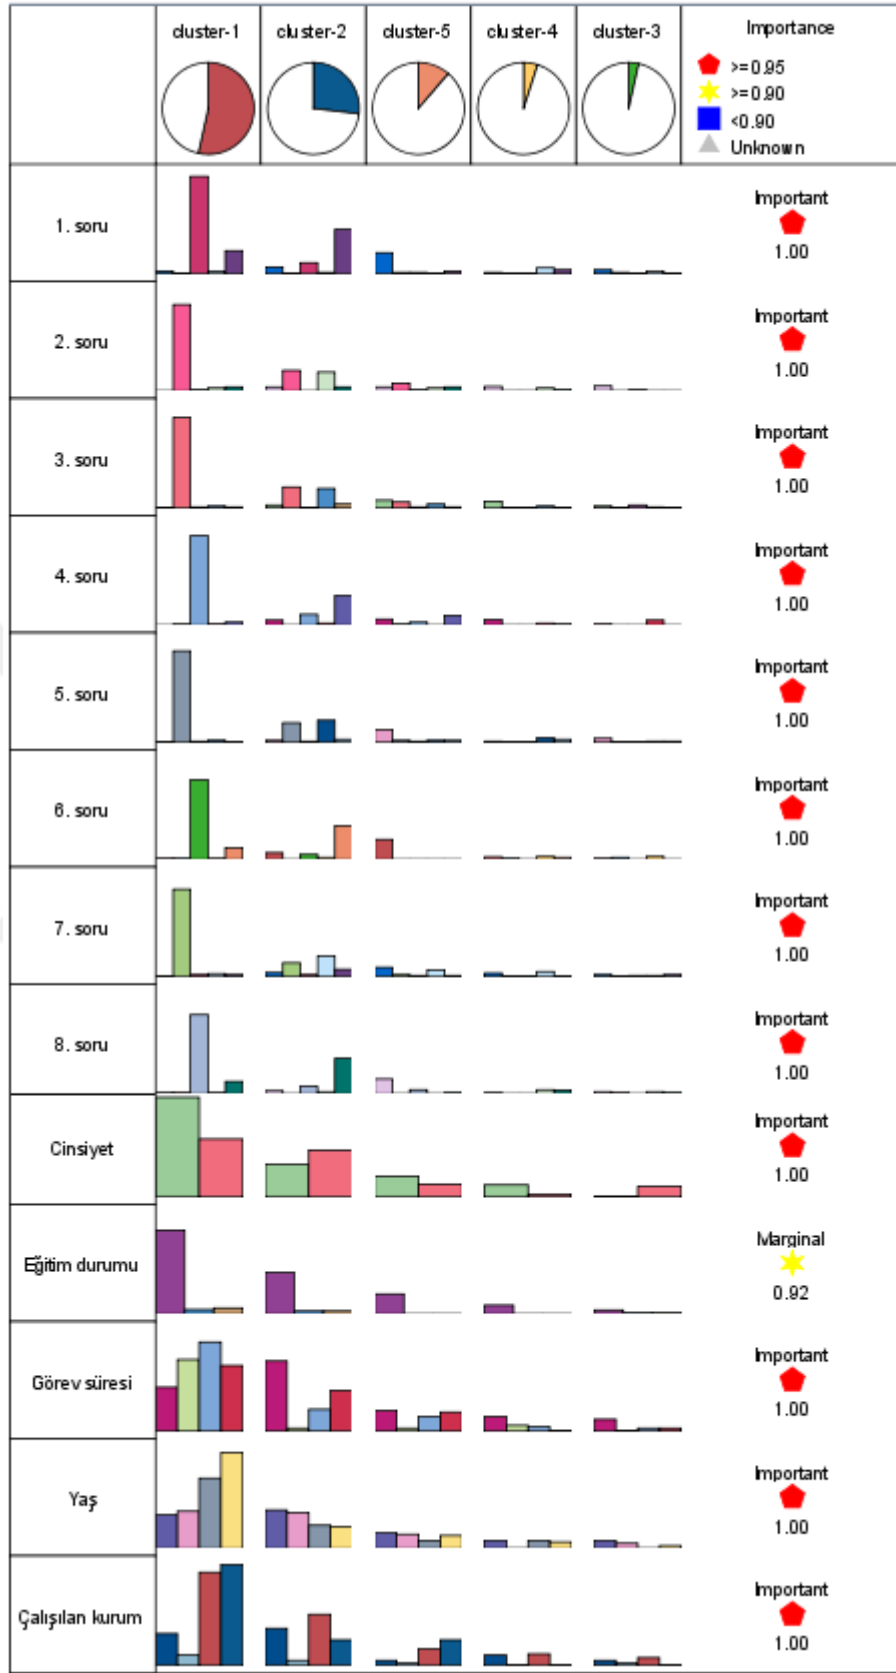 cluster-1 cluster-2 cluster-5 cluster-4 cluster-3 Importance
>=0.95
>=0.90
<0.90
Unknown
1. soru Important
1.00
2. soru Important
1.00
3. soru Important
1.00
4. soru Important
1.00
5. soru Important
1.00
6. soru Important
1.00
7. soru Important
1.00
8. soru Important
1.00
Cinsiyet Important
1.00
Eğitim durumu Marginal
0.92
Görev süresi Important
1.00
Yaş Important
1.00
Çalışılan kurum Important
1.00